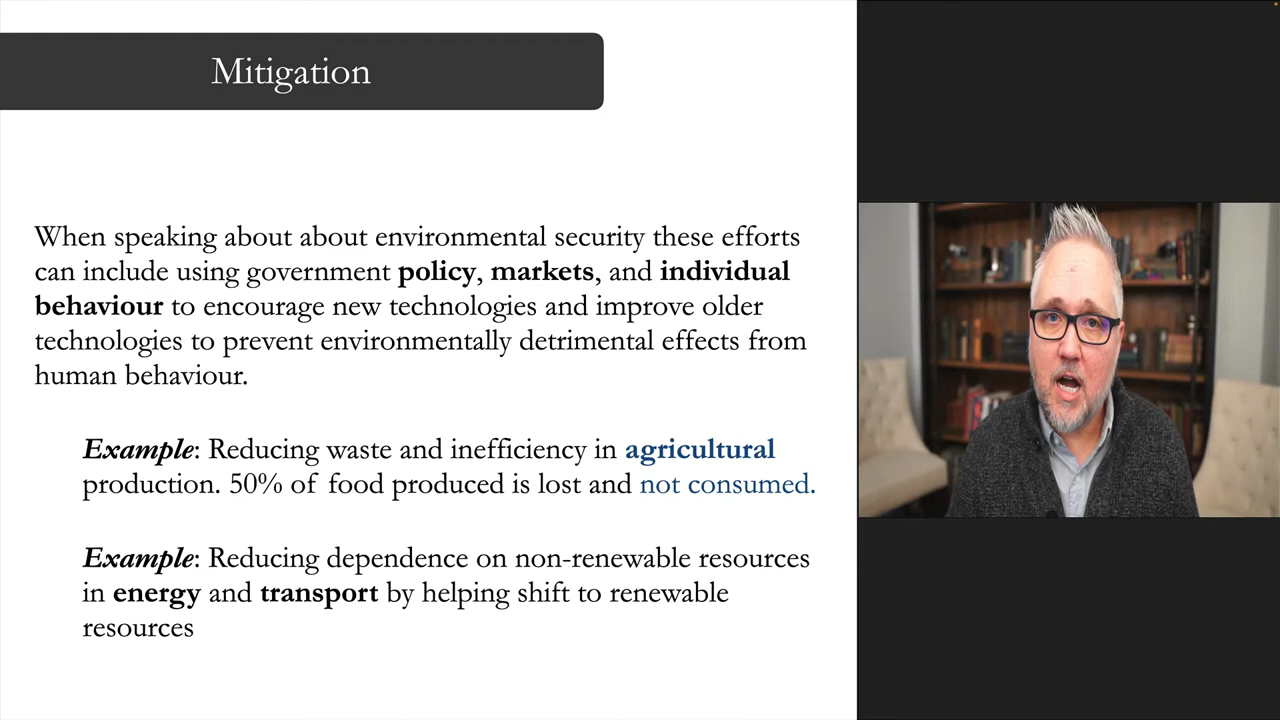 Mitigation
When speaking about about environmental security these efforts
can include using government policy, markets, and individual
behaviour to encourage new technologies and improve older
technologies to prevent environmentally detrimental effects from
human behaviour.
Example: Reducing waste and inefficiency in agricultural
production. 50% of food produced is lost and not consumed.
Example: Reducing dependence on non-renewable resources
in energy and transport by helping shift to renewable
resources